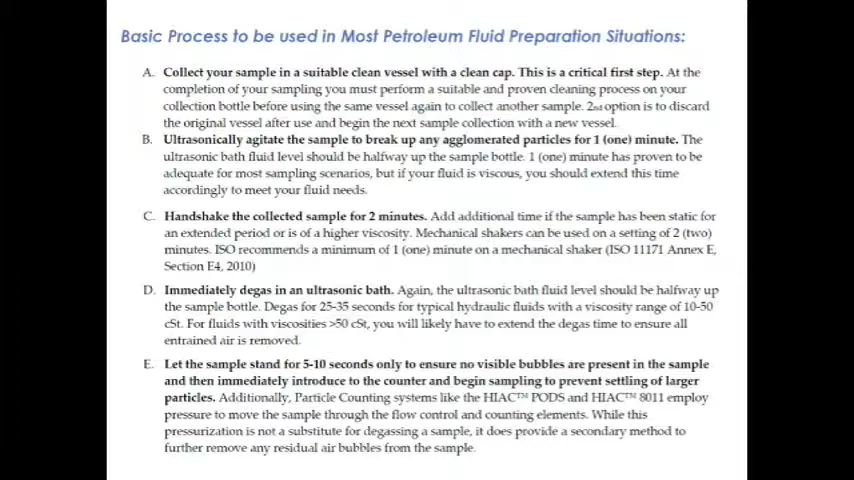 Basic Process to be used in Most Petroleum Fluid Preparation Situations:
A. Collect your sample in a suitable clean vessel with a clean cap. This is a critical first step. At the
completion of your sampling you must perform a suitable and proven cleaning process on your
collection bottle before using the same vessel again to collect another sample. 2nd option is to discard
the original vessel after use and begin the next sample collection with a new vessel.
B. Ultrasonically agitate the sample to break up any agglomerated particles for 1 (one) minute. The
ultrasonic bath fluid level should be halfway up the sample bottle. 1 (one) minute has proven to be
adequate for most sampling scenarios, but if your fluid is viscous, you should extend this time
accordingly to meet your fluid needs.
C. Handshake the collected sample for 2 minutes. Add additional time if the sample has been static for
an extended period or is of a higher viscosity. Mechanical shakers can be used on a setting of 2 (two)
minutes. ISO recommends a minimum of 1 (one) minute on a mechanical shaker (ISO 11171 Annex E,
Section E4, 2010)
D. Immediately degas in an ultrasonic bath. Again, the ultrasonic bath fluid level should be halfway up
the sample bottle. Degas for 25-35 seconds for typical hydraulic fluids with a viscosity range of 10-50
cSt. For fluids with viscosities >50 cSt, you will likely have to extend the degas time to ensure all
entrained air is removed.
E. Let the sample stand for 5-10 seconds only to ensure no visible bubbles are present in the sample
and then immediately introduce to the counter and begin sampling to prevent settling of larger
particles. Additionally, Particle Counting systems like the HIAC™ PODS and HIAC™ 8011 employ
pressure to move the sample through the flow control and counting elements. While this
pressurization is not a substitute for degassing a sample, it does provide a secondary method to
further remove any residual air bubbles from the sample.